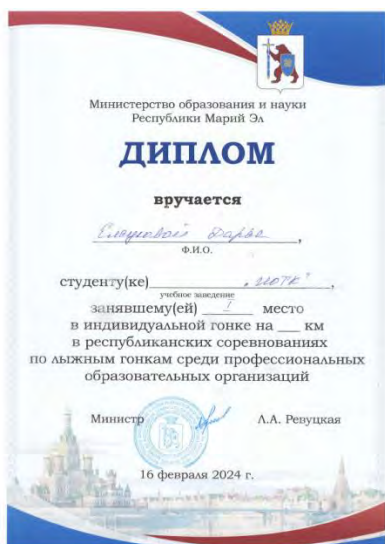 Министерство образования и науки
Республики Марий Эл
ДИПЛОМ
вручается
Дарье ,
Ф.И.О.
студенту(ке) ,
учебное заведение
занявшему(ей) I место
в индивидуальной гонке на ___ км
в республиканских соревнованиях
по лыжным гонкам среди профессиональных
образовательных организаций
Министр Л.А. Ревуцкая
16 февраля 2024 г.